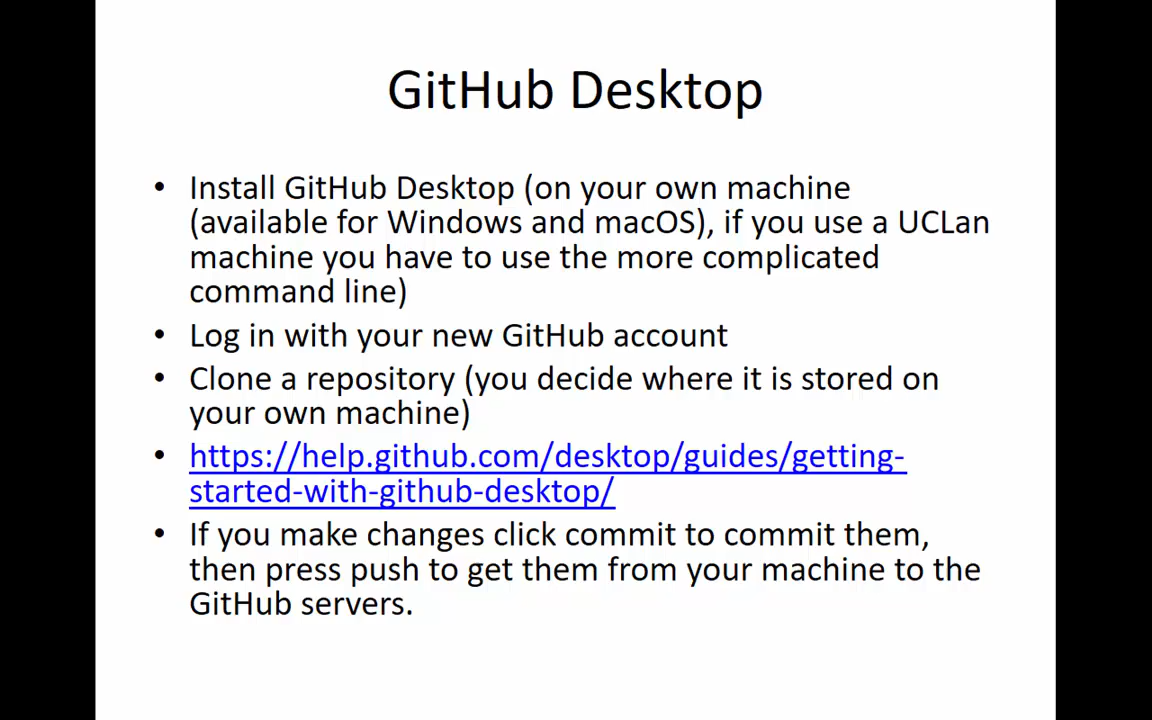 GitHub Desktop
• Install GitHub Desktop (on your own machine
(available for Windows and macOS), if you use a UCLan
machine you have to use the more complicated
command line)
• Log in with your new GitHub account
• Clone a repository (you decide where it is stored on
your own machine)
• https://help.github.com/desktop/guides/getting-
started-with-github-desktop/
• If you make changes click commit to commit them,
then press push to get them from your machine to the
GitHub servers.